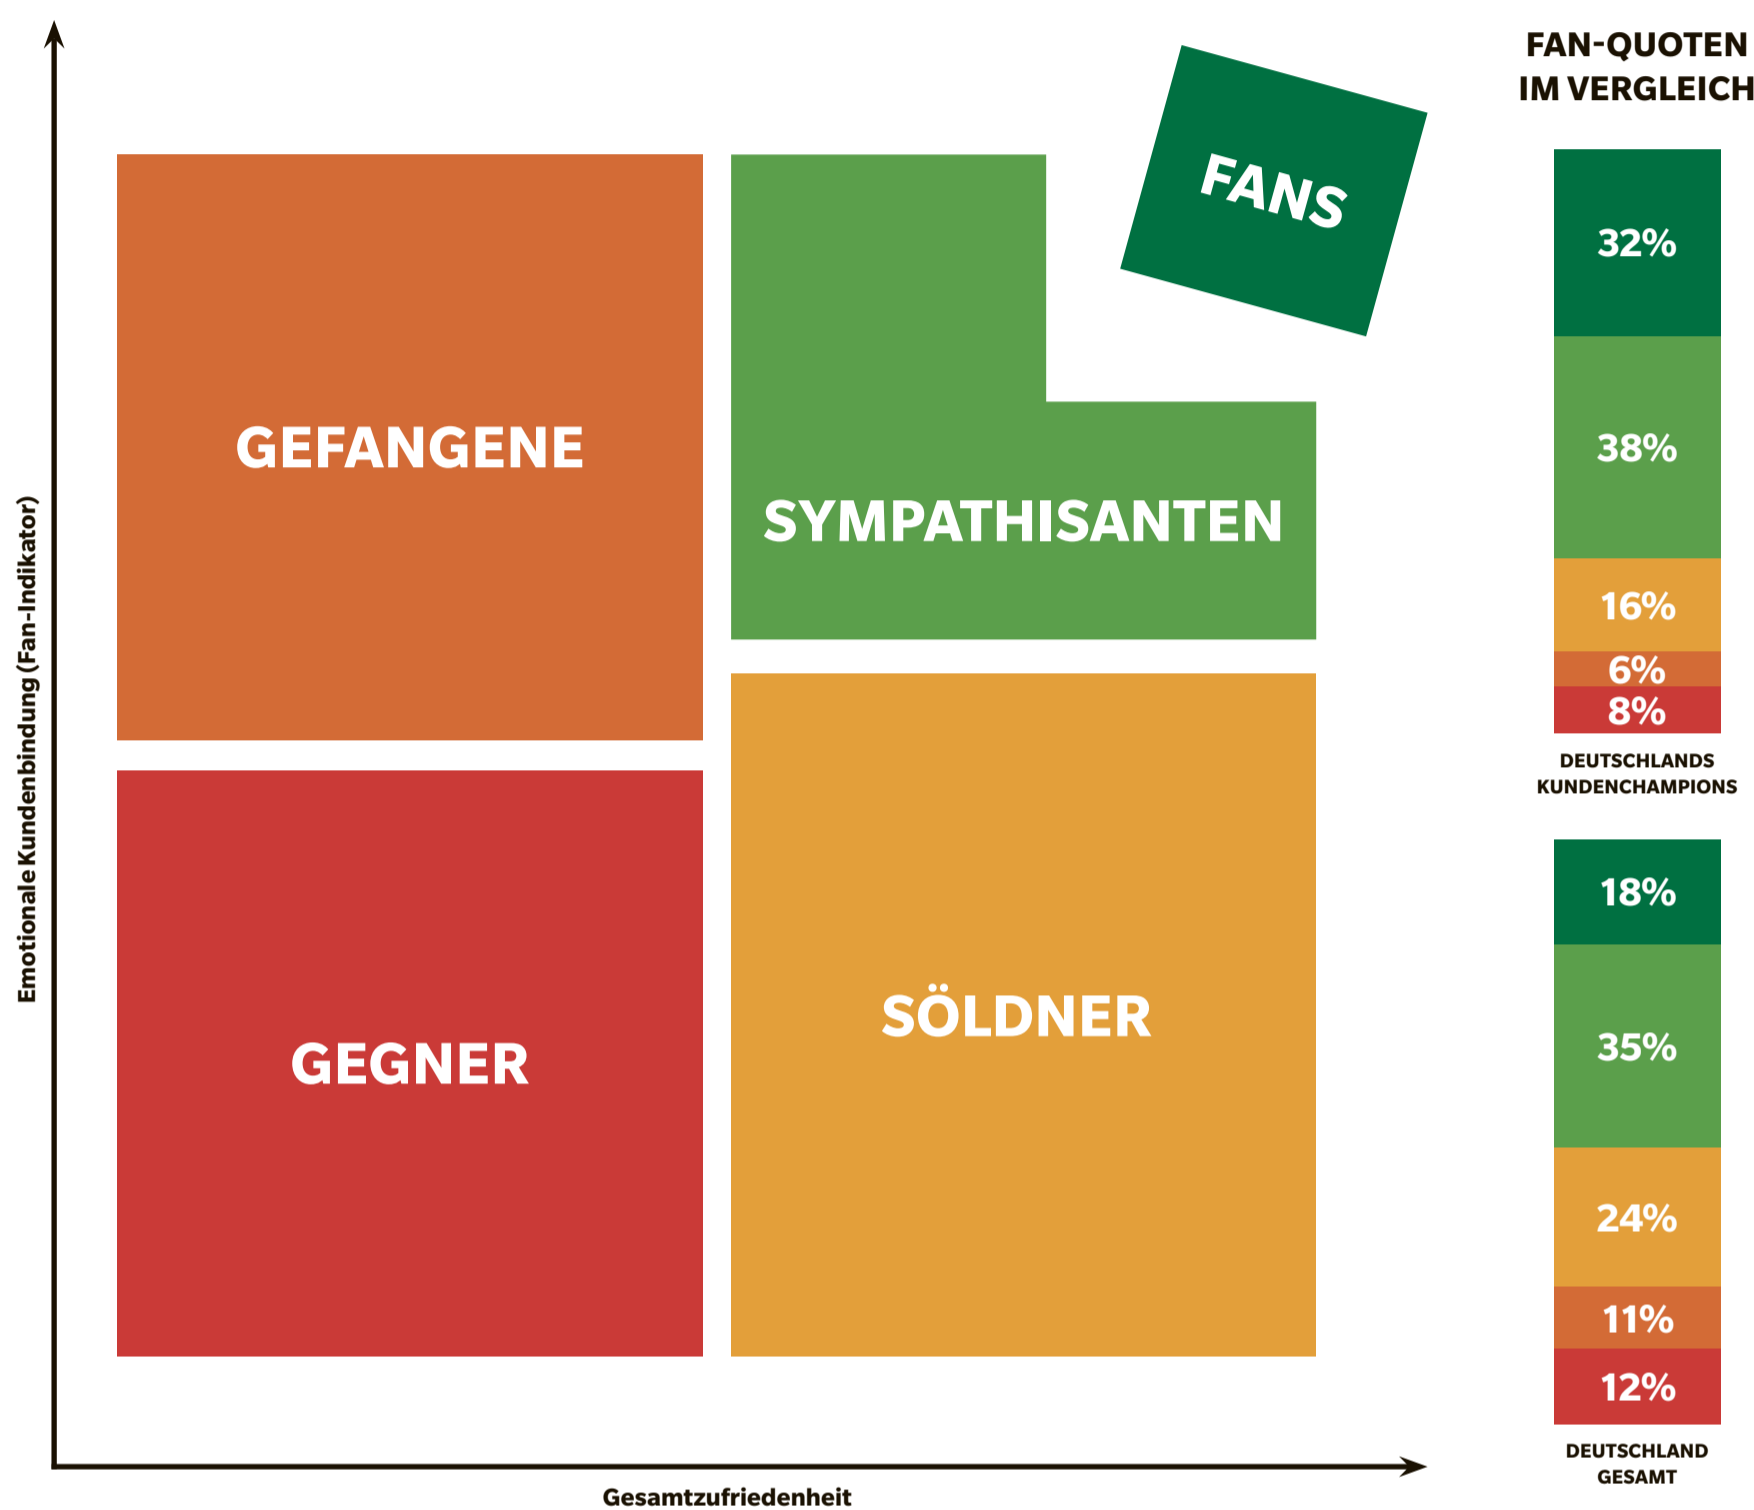 FANS
GEFANGENE
SYMPATHISANTEN
GEGNER
SÖLDNER
Emotionale Kundenbindung (Fan-Indikator)
Gesamtzufriedenheit
FAN-QUOTEN
IM VERGLEICH
32%
38%
16%
6%
8%
DEUTSCHLANDS
KUNDENCHAMPIONS
18%
35%
24%
11%
12%
DEUTSCHLAND
GESAMT